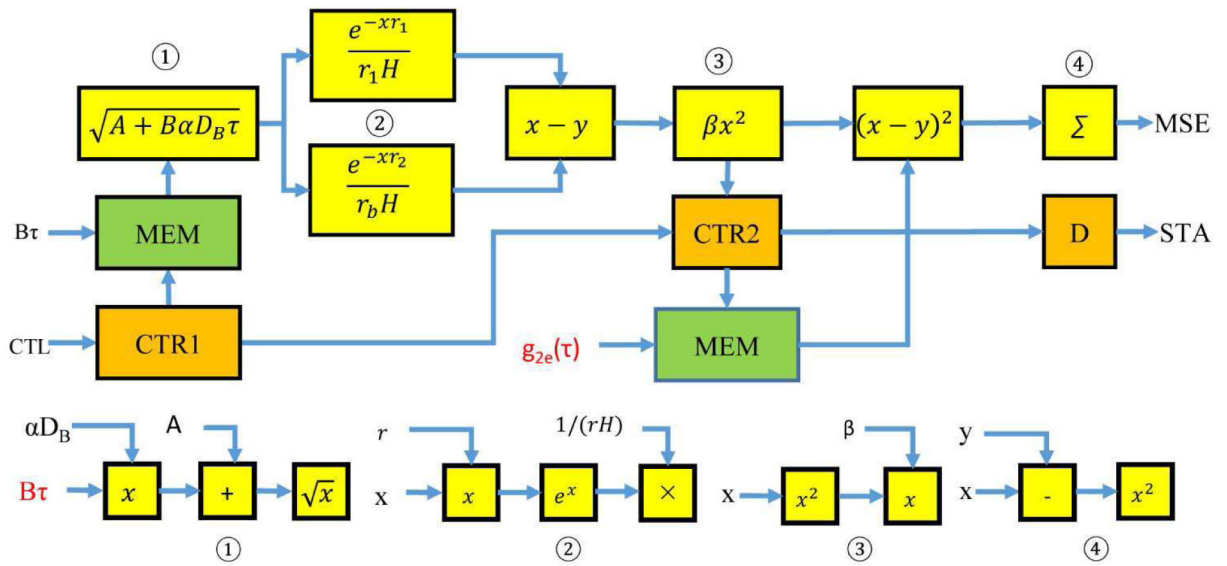 ①
√(A + BαD_Bτ)
e^{-xr_1}
r_1H
②
e^{-xr_2}
r_bH
x − y
③
βx²
(x − y)²
④
Σ
MSE
Bτ
MEM
CTR2
D
STA
CTL
CTR1
g_{2e}(τ)
MEM
αD_B
A
Bτ
x
+
√x
①
r
1/(rH)
x
x
e^x
×
②
β
x
x²
x
③
y
x
-
x²
④